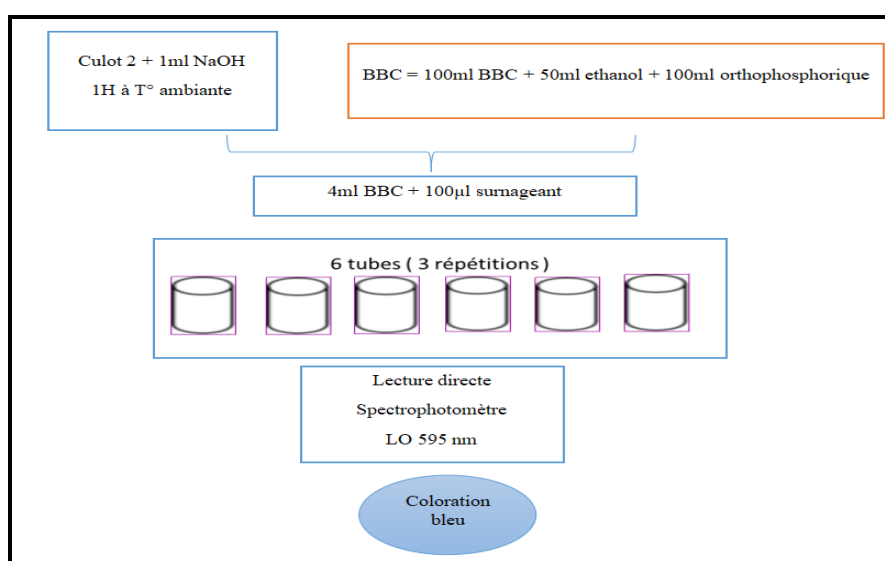 Culot 2 + 1ml NaOH
1H à T° ambiante
BBC = 100ml BBC + 50ml ethanol + 100ml orthophosphorique
4ml BBC + 100µl surnageant
6 tubes ( 3 répétitions )
Lecture directe
Spectrophotomètre
LO 595 nm
Coloration
bleu